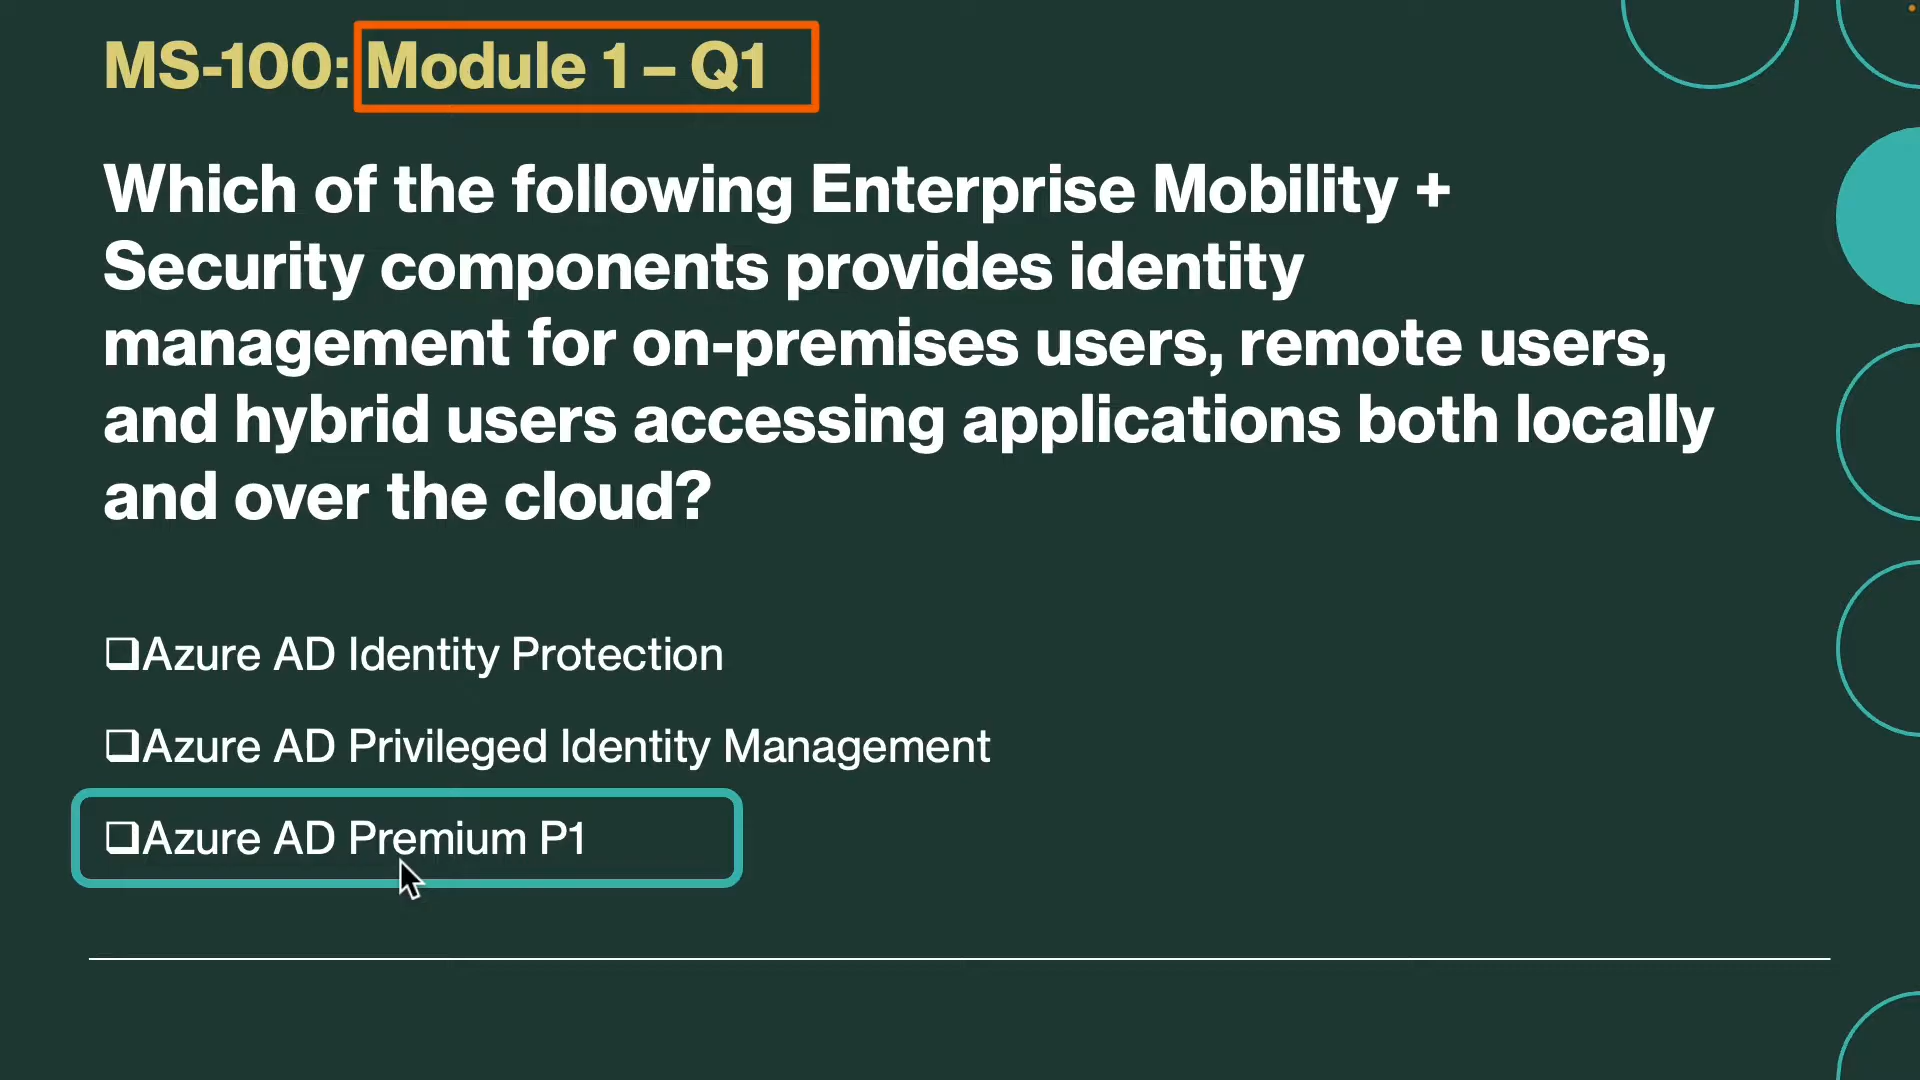 MS-100: Module 1 – Q1
Which of the following Enterprise Mobility +
Security components provides identity
management for on-premises users, remote users,
and hybrid users accessing applications both locally
and over the cloud?
❑Azure AD Identity Protection
❑Azure AD Privileged Identity Management
❑Azure AD Premium P1